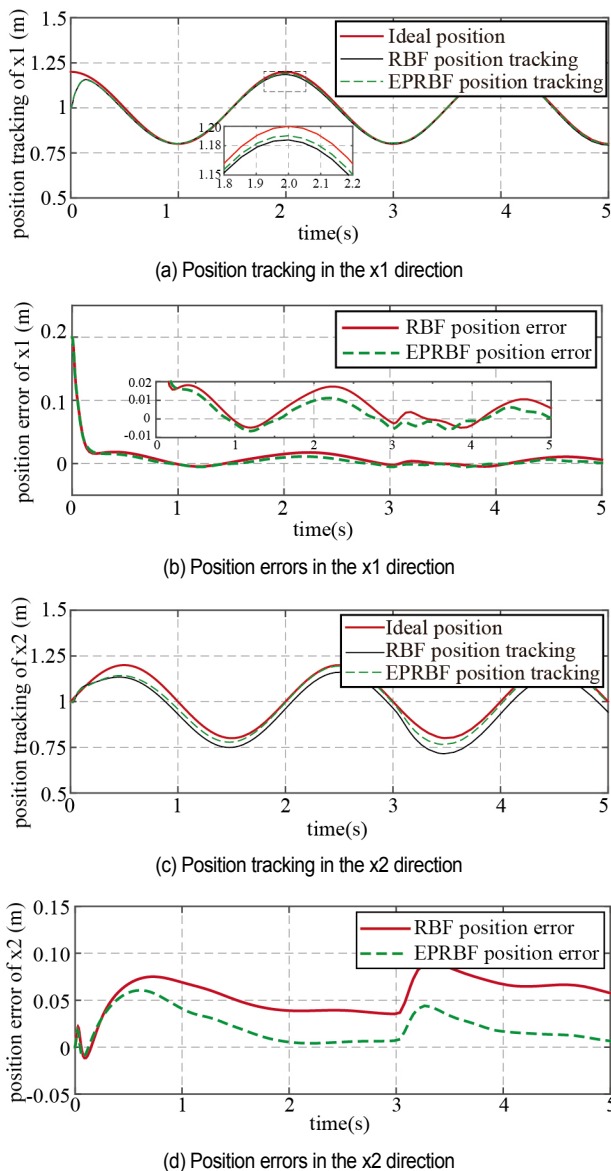 position tracking of x1 (m)
1.5
1.25
1
0.75
0.5
Ideal position
RBF position tracking
EPRBF position tracking
1.20
1.18
1.15
1.8 1.9 2.0 2.1 2.2
0 1 2 3 4 5
time(s)
(a) Position tracking in the x1 direction
position error of x1 (m)
0.2
0.1
0
RBF position error
EPRBF position error
0.02
0.01
0
-0.01
0 1 2 3 4 5
0 1 2 3 4 5
time(s)
(b) Position errors in the x1 direction
position tracking of x2 (m)
1.5
1.25
1
0.75
0.5
Ideal position
RBF position tracking
EPRBF position tracking
0 1 2 3 4 5
time(s)
(c) Position tracking in the x2 direction
position error of x2 (m)
0.15
0.10
0.05
0
-0.05
RBF position error
EPRBF position error
0 1 2 3 4 5
time(s)
(d) Position errors in the x2 direction